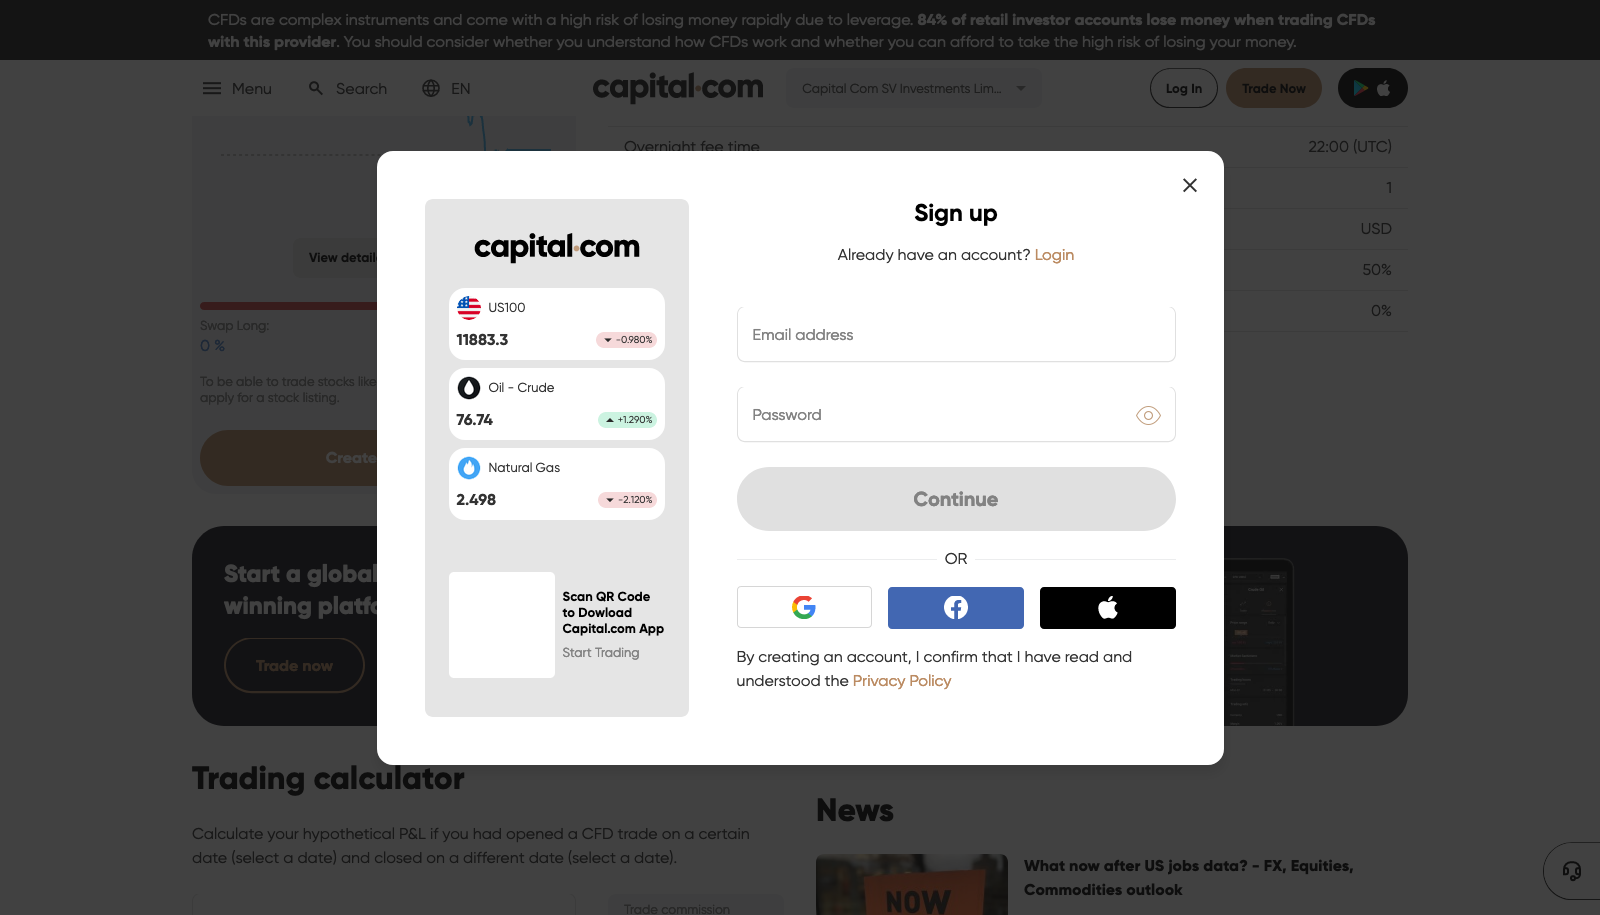 CFDs are complex instruments and come with a high risk of losing money rapidly due to leverage. 84% of retail investor accounts lose money when trading CFDs
with this provider. You should consider whether you understand how CFDs work and whether you can afford to take the high risk of losing your money.
Menu
Search
EN
capital.com
Capital Com SV Investments Lim...
Log In
Trade Now
Overnight fee time
22:00 (UTC)
1
USD
50%
0%
View detail
Swap Long:
0 %
To be able to trade stocks like
apply for a stock listing.
Create
Sign up
Already have an account? Login
Email address
Password
Continue
OR
By creating an account, I confirm that I have read and
understood the Privacy Policy
capital.com
US100
11883.3
-0.980%
Oil - Crude
76.74
+1.290%
Natural Gas
2.498
-2.120%
Scan QR Code
to Dowload
Capital.com App
Start Trading
Start a global
winning platf
Trade now
Trading calculator
Calculate your hypothetical P&L if you had opened a CFD trade on a certain
date (select a date) and closed on a different date (select a date).
Trade commission
News
NOW
What now after US jobs data? - FX, Equities,
Commodities outlook